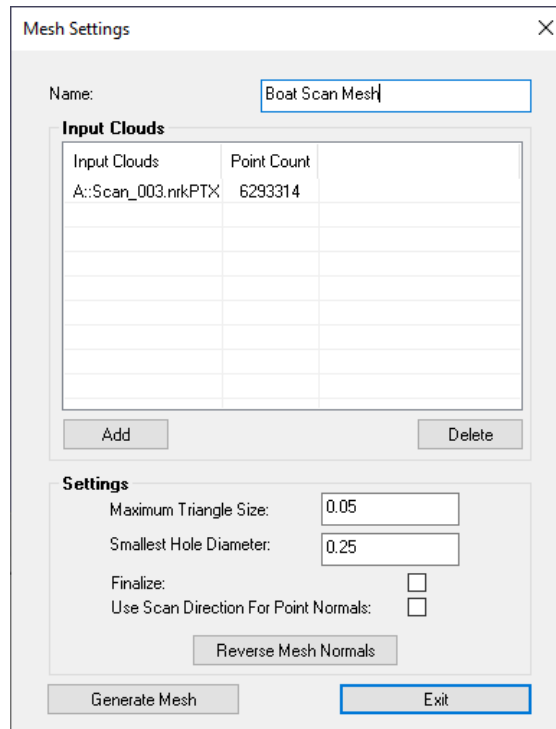 Mesh Settings
Name: Boat Scan Mesh
Input Clouds
Input Clouds Point Count
A::Scan_003.nrkPTX 6293314
Add Delete
Settings
Maximum Triangle Size: 0.05
Smallest Hole Diameter: 0.25
Finalize:
Use Scan Direction For Point Normals:
Reverse Mesh Normals
Generate Mesh Exit